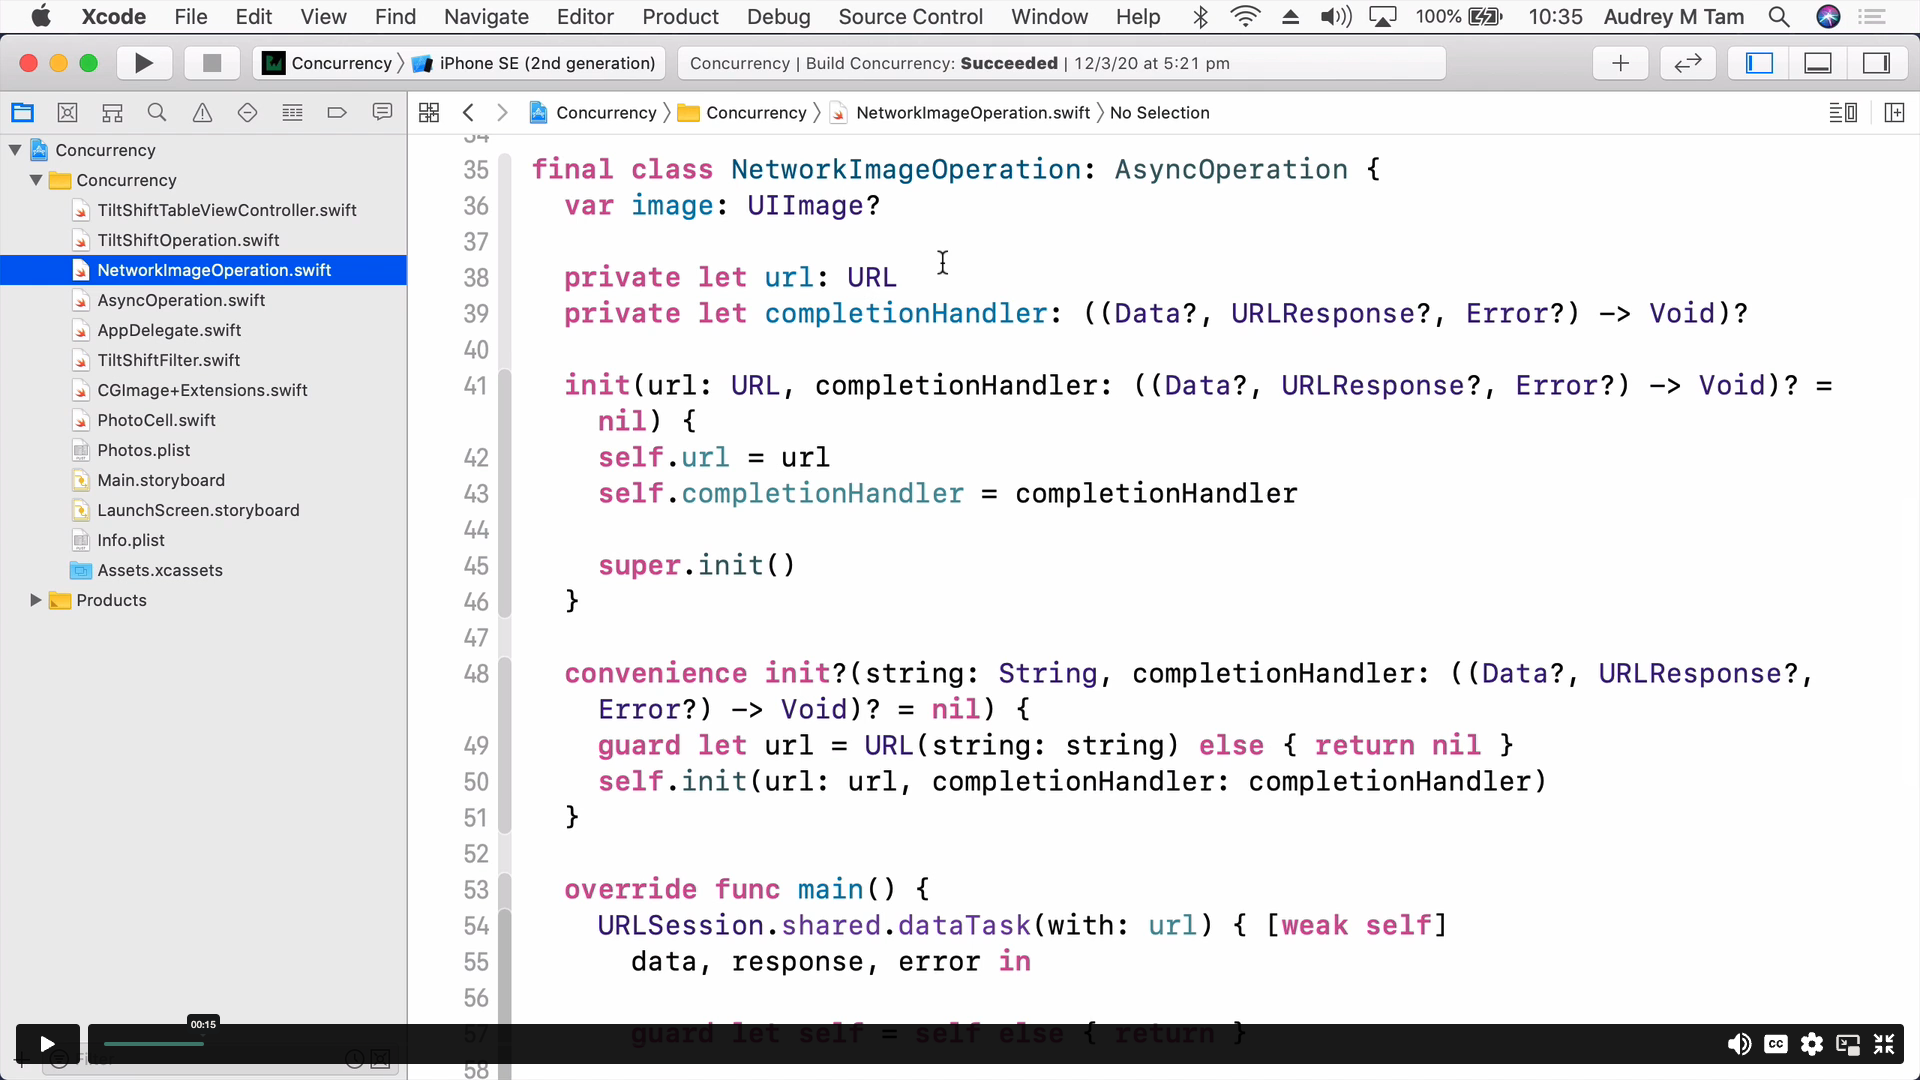 Xcode File Edit View Find Navigate Editor Product Debug Source Control Window Help 100% 10:35 Audrey M Tam
Concurrency iPhone SE (2nd generation) Concurrency | Build Concurrency: Succeeded | 12/3/20 at 5:21 pm
Concurrency Concurrency NetworkImageOperation.swift No Selection
Concurrency
Concurrency
TiltShiftTableViewController.swift
TiltShiftOperation.swift
NetworkImageOperation.swift
AsyncOperation.swift
AppDelegate.swift
TiltShiftFilter.swift
CGImage+Extensions.swift
PhotoCell.swift
Photos.plist
Main.storyboard
LaunchScreen.storyboard
Info.plist
Assets.xcassets
Products
Filter
34
35 final class NetworkImageOperation: AsyncOperation {
36 var image: UIImage?
37
38 private let url: URL
39 private let completionHandler: ((Data?, URLResponse?, Error?) -> Void)?
40
41 init(url: URL, completionHandler: ((Data?, URLResponse?, Error?) -> Void)? =
nil) {
42 self.url = url
43 self.completionHandler = completionHandler
44
45 super.init()
46 }
47
48 convenience init?(string: String, completionHandler: ((Data?, URLResponse?,
Error?) -> Void)? = nil) {
49 guard let url = URL(string: string) else { return nil }
50 self.init(url: url, completionHandler: completionHandler)
51 }
52
53 override func main() {
54 URLSession.shared.dataTask(with: url) { [weak self]
55 data, response, error in
56
57 guard let self = self else { return }
58
00:15
CC